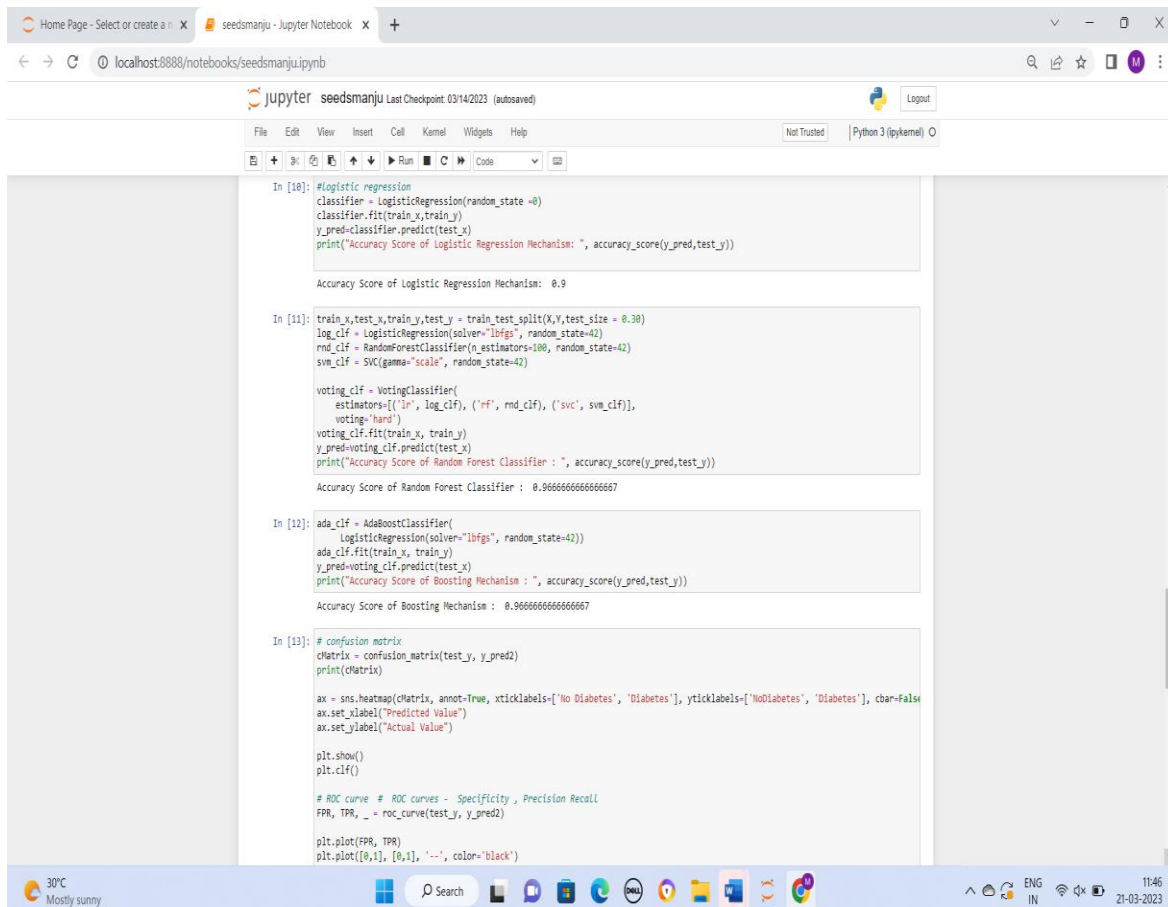 Home Page - Select or create a n
seedsmanju - Jupyter Notebook
localhost:8888/notebooks/seedsmanju.ipynb
M
jupyter seedsmanju Last Checkpoint: 03/14/2023 (autosaved)
Logout
File Edit View Insert Cell Kernel Widgets Help
Not Trusted
Python 3 (ipykernel)
Run
Code
In [10]: #Logistic regression
classifier = LogisticRegression(random_state =0)
classifier.fit(train_x,train_y)
y_pred=classifier.predict(test_x)
print("Accuracy Score of Logistic Regression Mechanism: ", accuracy_score(y_pred,test_y))
Accuracy Score of Logistic Regression Mechanism:  0.9
In [11]: train_x,test_x,train_y,test_y = train_test_split(X,Y,test_size = 0.30)
log_clf = LogisticRegression(solver="lbfgs", random_state=42)
rnd_clf = RandomForestClassifier(n_estimators=100, random_state=42)
svm_clf = SVC(gamma="scale", random_state=42)
voting_clf = VotingClassifier(
estimators=[('lr', log_clf), ('rf', rnd_clf), ('svc', svm_clf)],
voting='hard')
voting_clf.fit(train_x, train_y)
y_pred=voting_clf.predict(test_x)
print("Accuracy Score of Random Forest Classifier : ", accuracy_score(y_pred,test_y))
Accuracy Score of Random Forest Classifier :  0.9666666666666667
In [12]: ada_clf = AdaBoostClassifier(
LogisticRegression(solver="lbfgs", random_state=42))
ada_clf.fit(train_x, train_y)
y_pred=voting_clf.predict(test_x)
print("Accuracy Score of Boosting Mechanism : ", accuracy_score(y_pred,test_y))
Accuracy Score of Boosting Mechanism :  0.9666666666666667
In [13]: # confusion matrix
cMatrix = confusion_matrix(test_y, y_pred2)
print(cMatrix)
ax = sns.heatmap(cMatrix, annot=True, xticklabels=['No Diabetes', 'Diabetes'], yticklabels=['NoDiabetes', 'Diabetes'], cbar=False
ax.set_xlabel("Predicted Value")
ax.set_ylabel("Actual Value")
plt.show()
plt.clf()
# ROC curve  # ROC curves -  Specificity , Precision Recall
FPR, TPR, _ = roc_curve(test_y, y_pred2)
plt.plot(FPR, TPR)
plt.plot([0,1], [0,1], '--', color='black')
30°C
Mostly sunny
Search
DELL
ENG
IN
11:46
21-03-2023